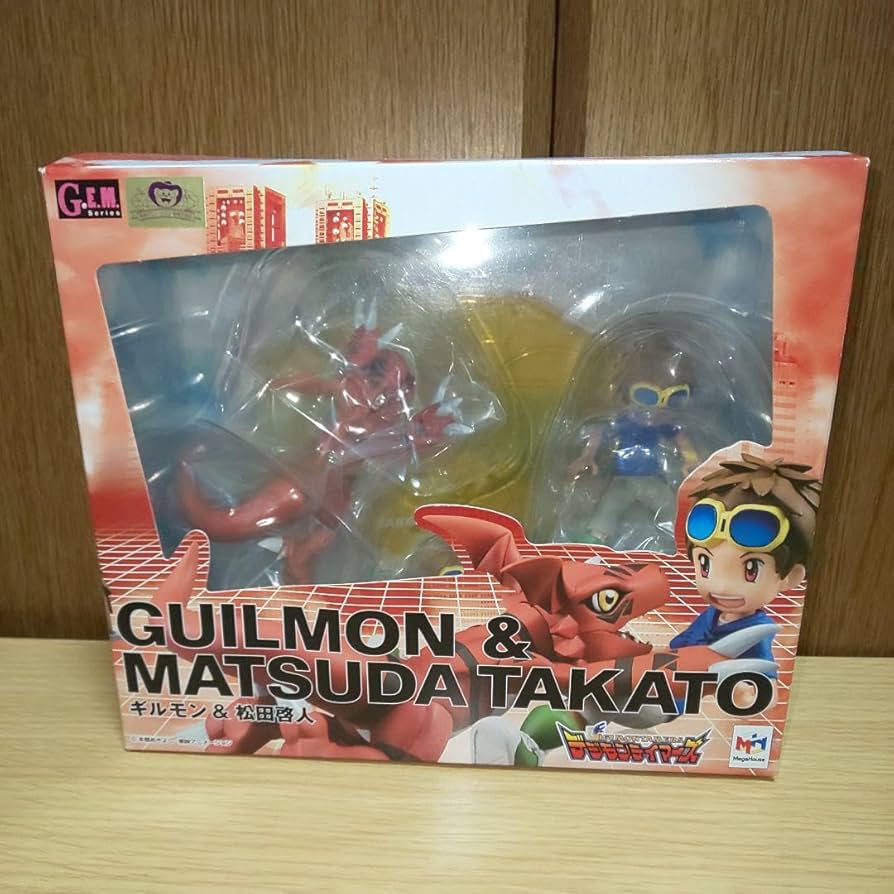 G.E.M.
Series
GUILMON &
MATSUDA TAKATO
ギルモン & 松田啓人
デジモンテイマーズ
MegaHouse